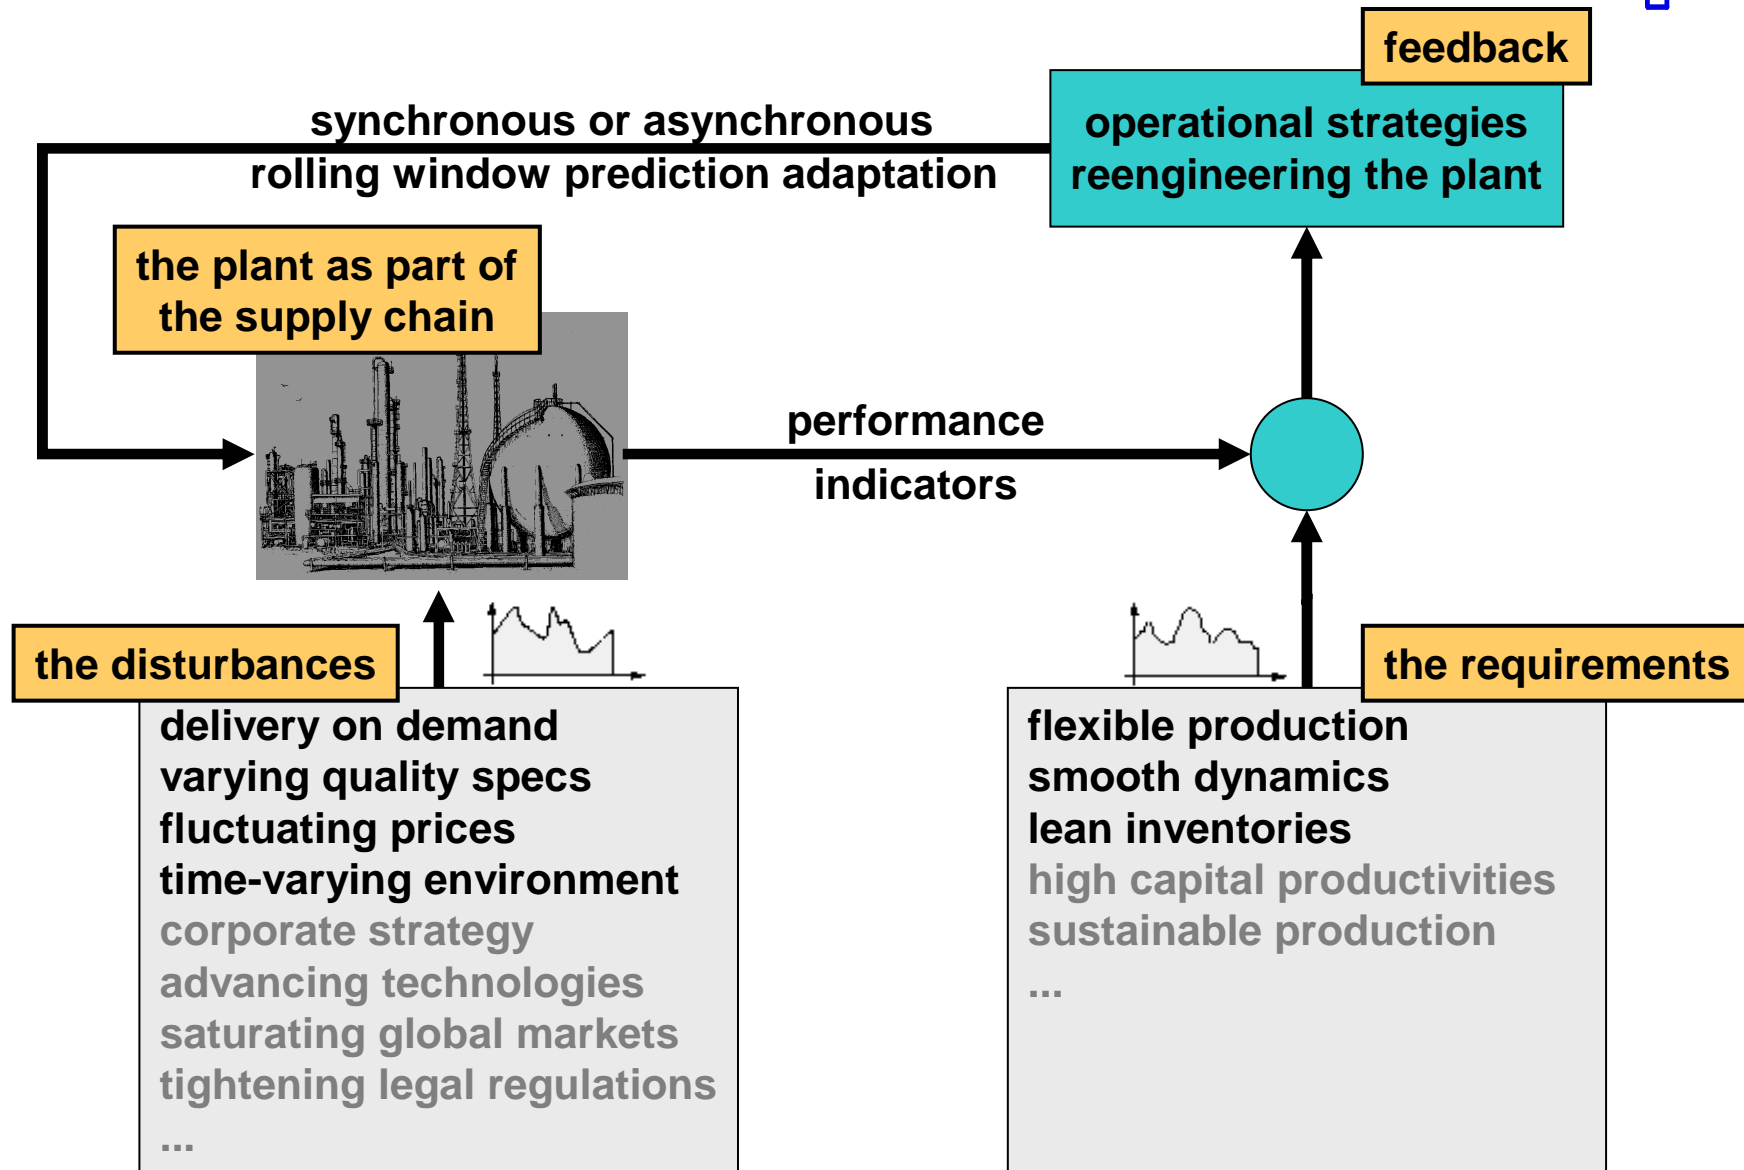 feedback
operational strategies
reengineering the plant
synchronous or asynchronous
rolling window prediction adaptation
the plant as part of
the supply chain
performance
indicators
the disturbances
delivery on demand
varying quality specs
fluctuating prices
time-varying environment
corporate strategy
advancing technologies
saturating global markets
tightening legal regulations
...
the requirements
flexible production
smooth dynamics
lean inventories
high capital productivities
sustainable production
...